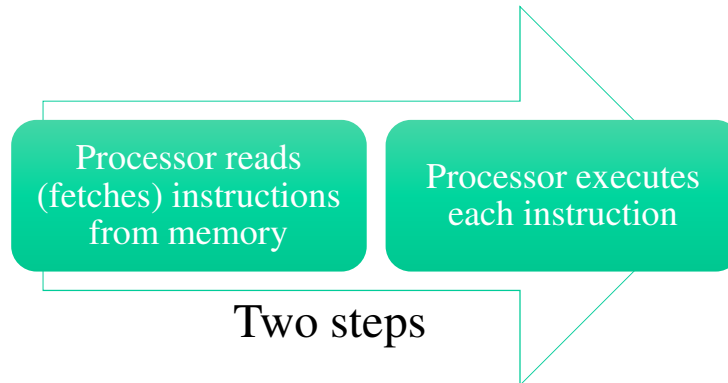 Processor reads
(fetches) instructions
from memory
Processor executes
each instruction
Two steps